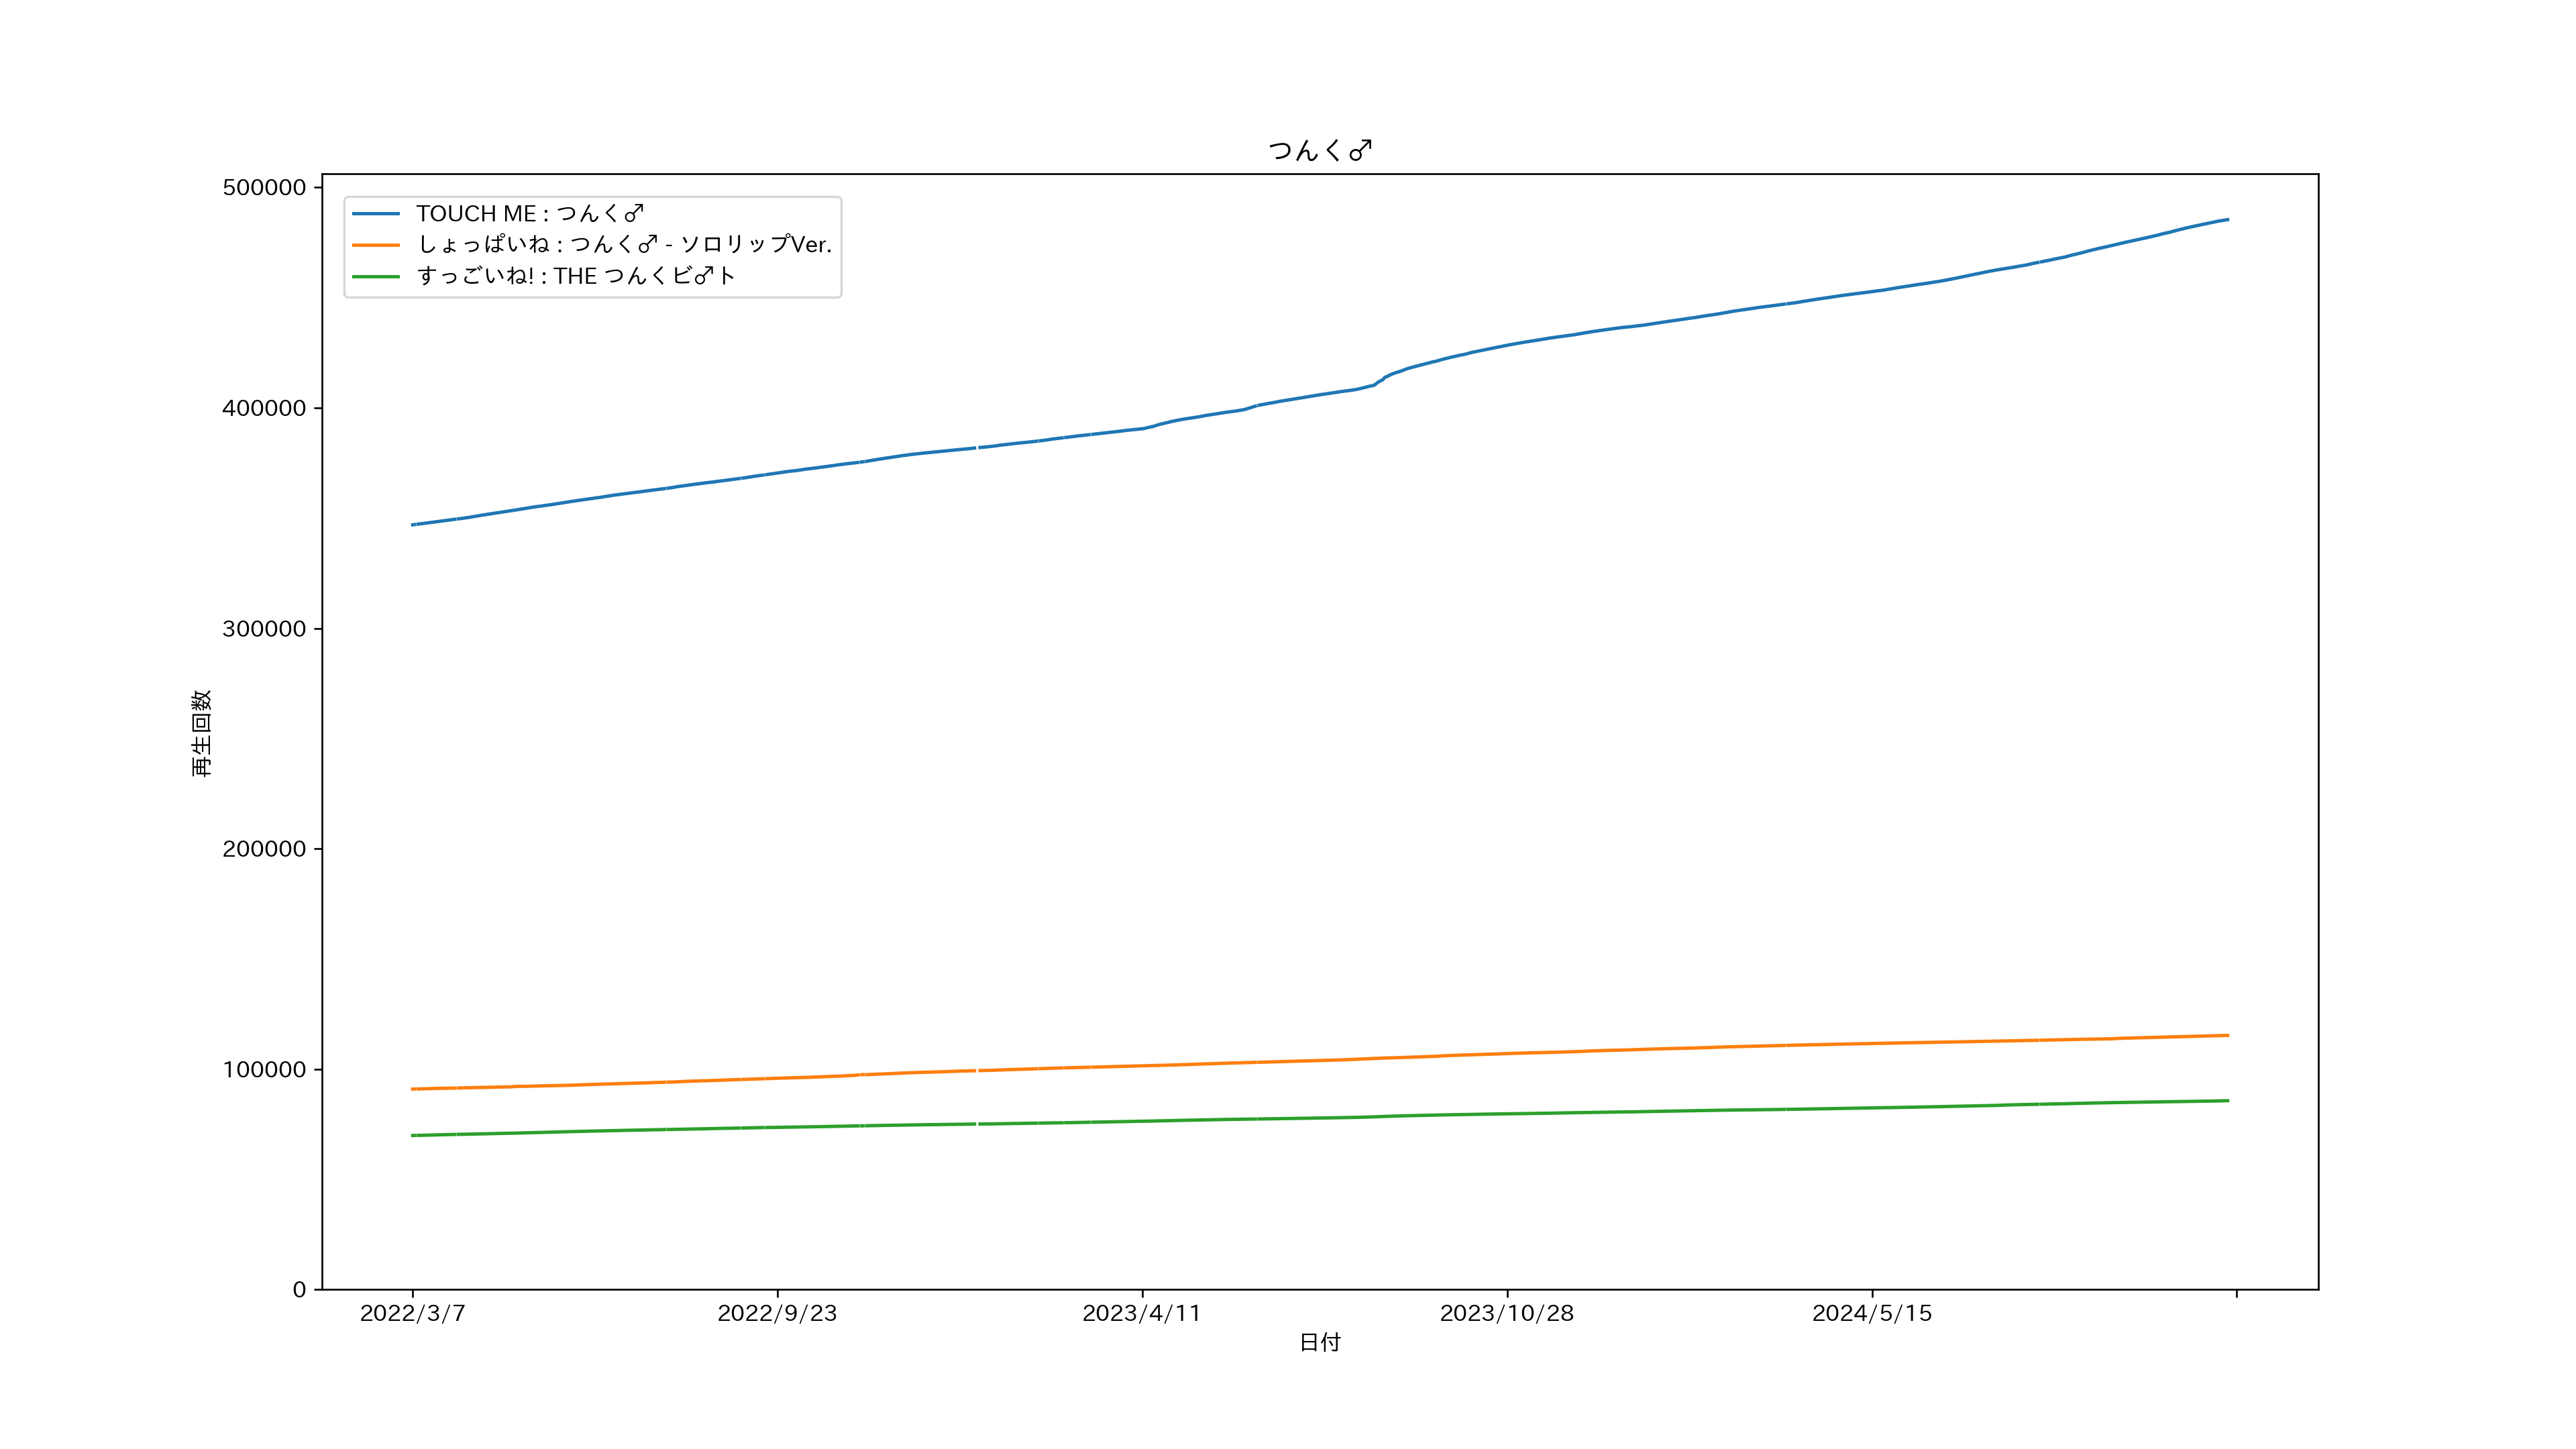 つんく♂
500000
400000
300000
200000
100000
0
再生回数
TOUCH ME : つんく♂
しょっぱいね : つんく♂ - ソロリップVer.
すっごいね! : THE つんくビ♂ト
2022/3/7
2022/9/23
2023/4/11
2023/10/28
2024/5/15
日付